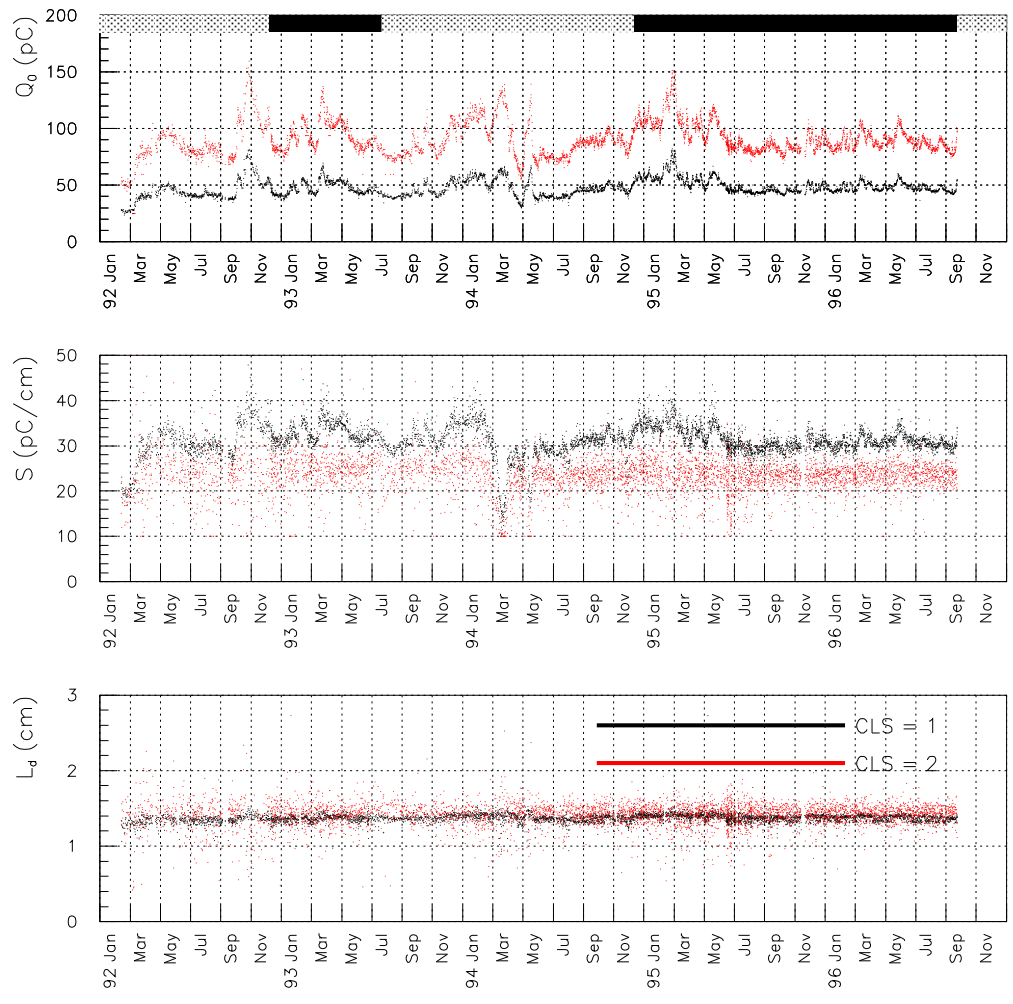 Q₀ (pC)
200
150
100
50
0
92 Jan Mar May Jul Sep Nov 93 Jan Mar May Jul Sep Nov 94 Jan Mar May Jul Sep Nov 95 Jan Mar May Jul Sep Nov 96 Jan Mar May Jul Sep Nov
S (pC/cm)
50
40
30
20
10
0
92 Jan Mar May Jul Sep Nov 93 Jan Mar May Jul Sep Nov 94 Jan Mar May Jul Sep Nov 95 Jan Mar May Jul Sep Nov 96 Jan Mar May Jul Sep Nov
L_d (cm)
3
2
1
0
CLS = 1
CLS = 2
92 Jan Mar May Jul Sep Nov 93 Jan Mar May Jul Sep Nov 94 Jan Mar May Jul Sep Nov 95 Jan Mar May Jul Sep Nov 96 Jan Mar May Jul Sep Nov